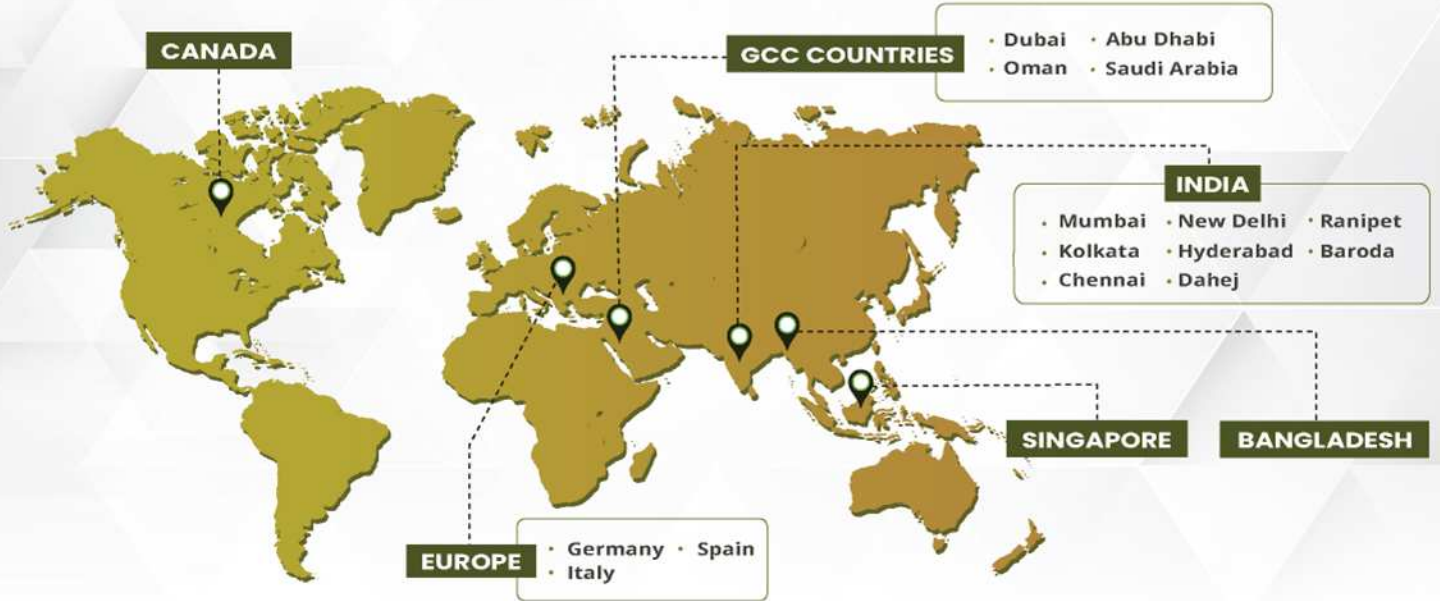 CANADA
GCC COUNTRIES
• Dubai • Abu Dhabi
• Oman • Saudi Arabia
INDIA
• Mumbai • New Delhi • Ranipet
• Kolkata • Hyderabad • Baroda
• Chennai • Dahej
SINGAPORE
BANGLADESH
EUROPE
• Germany • Spain
• Italy